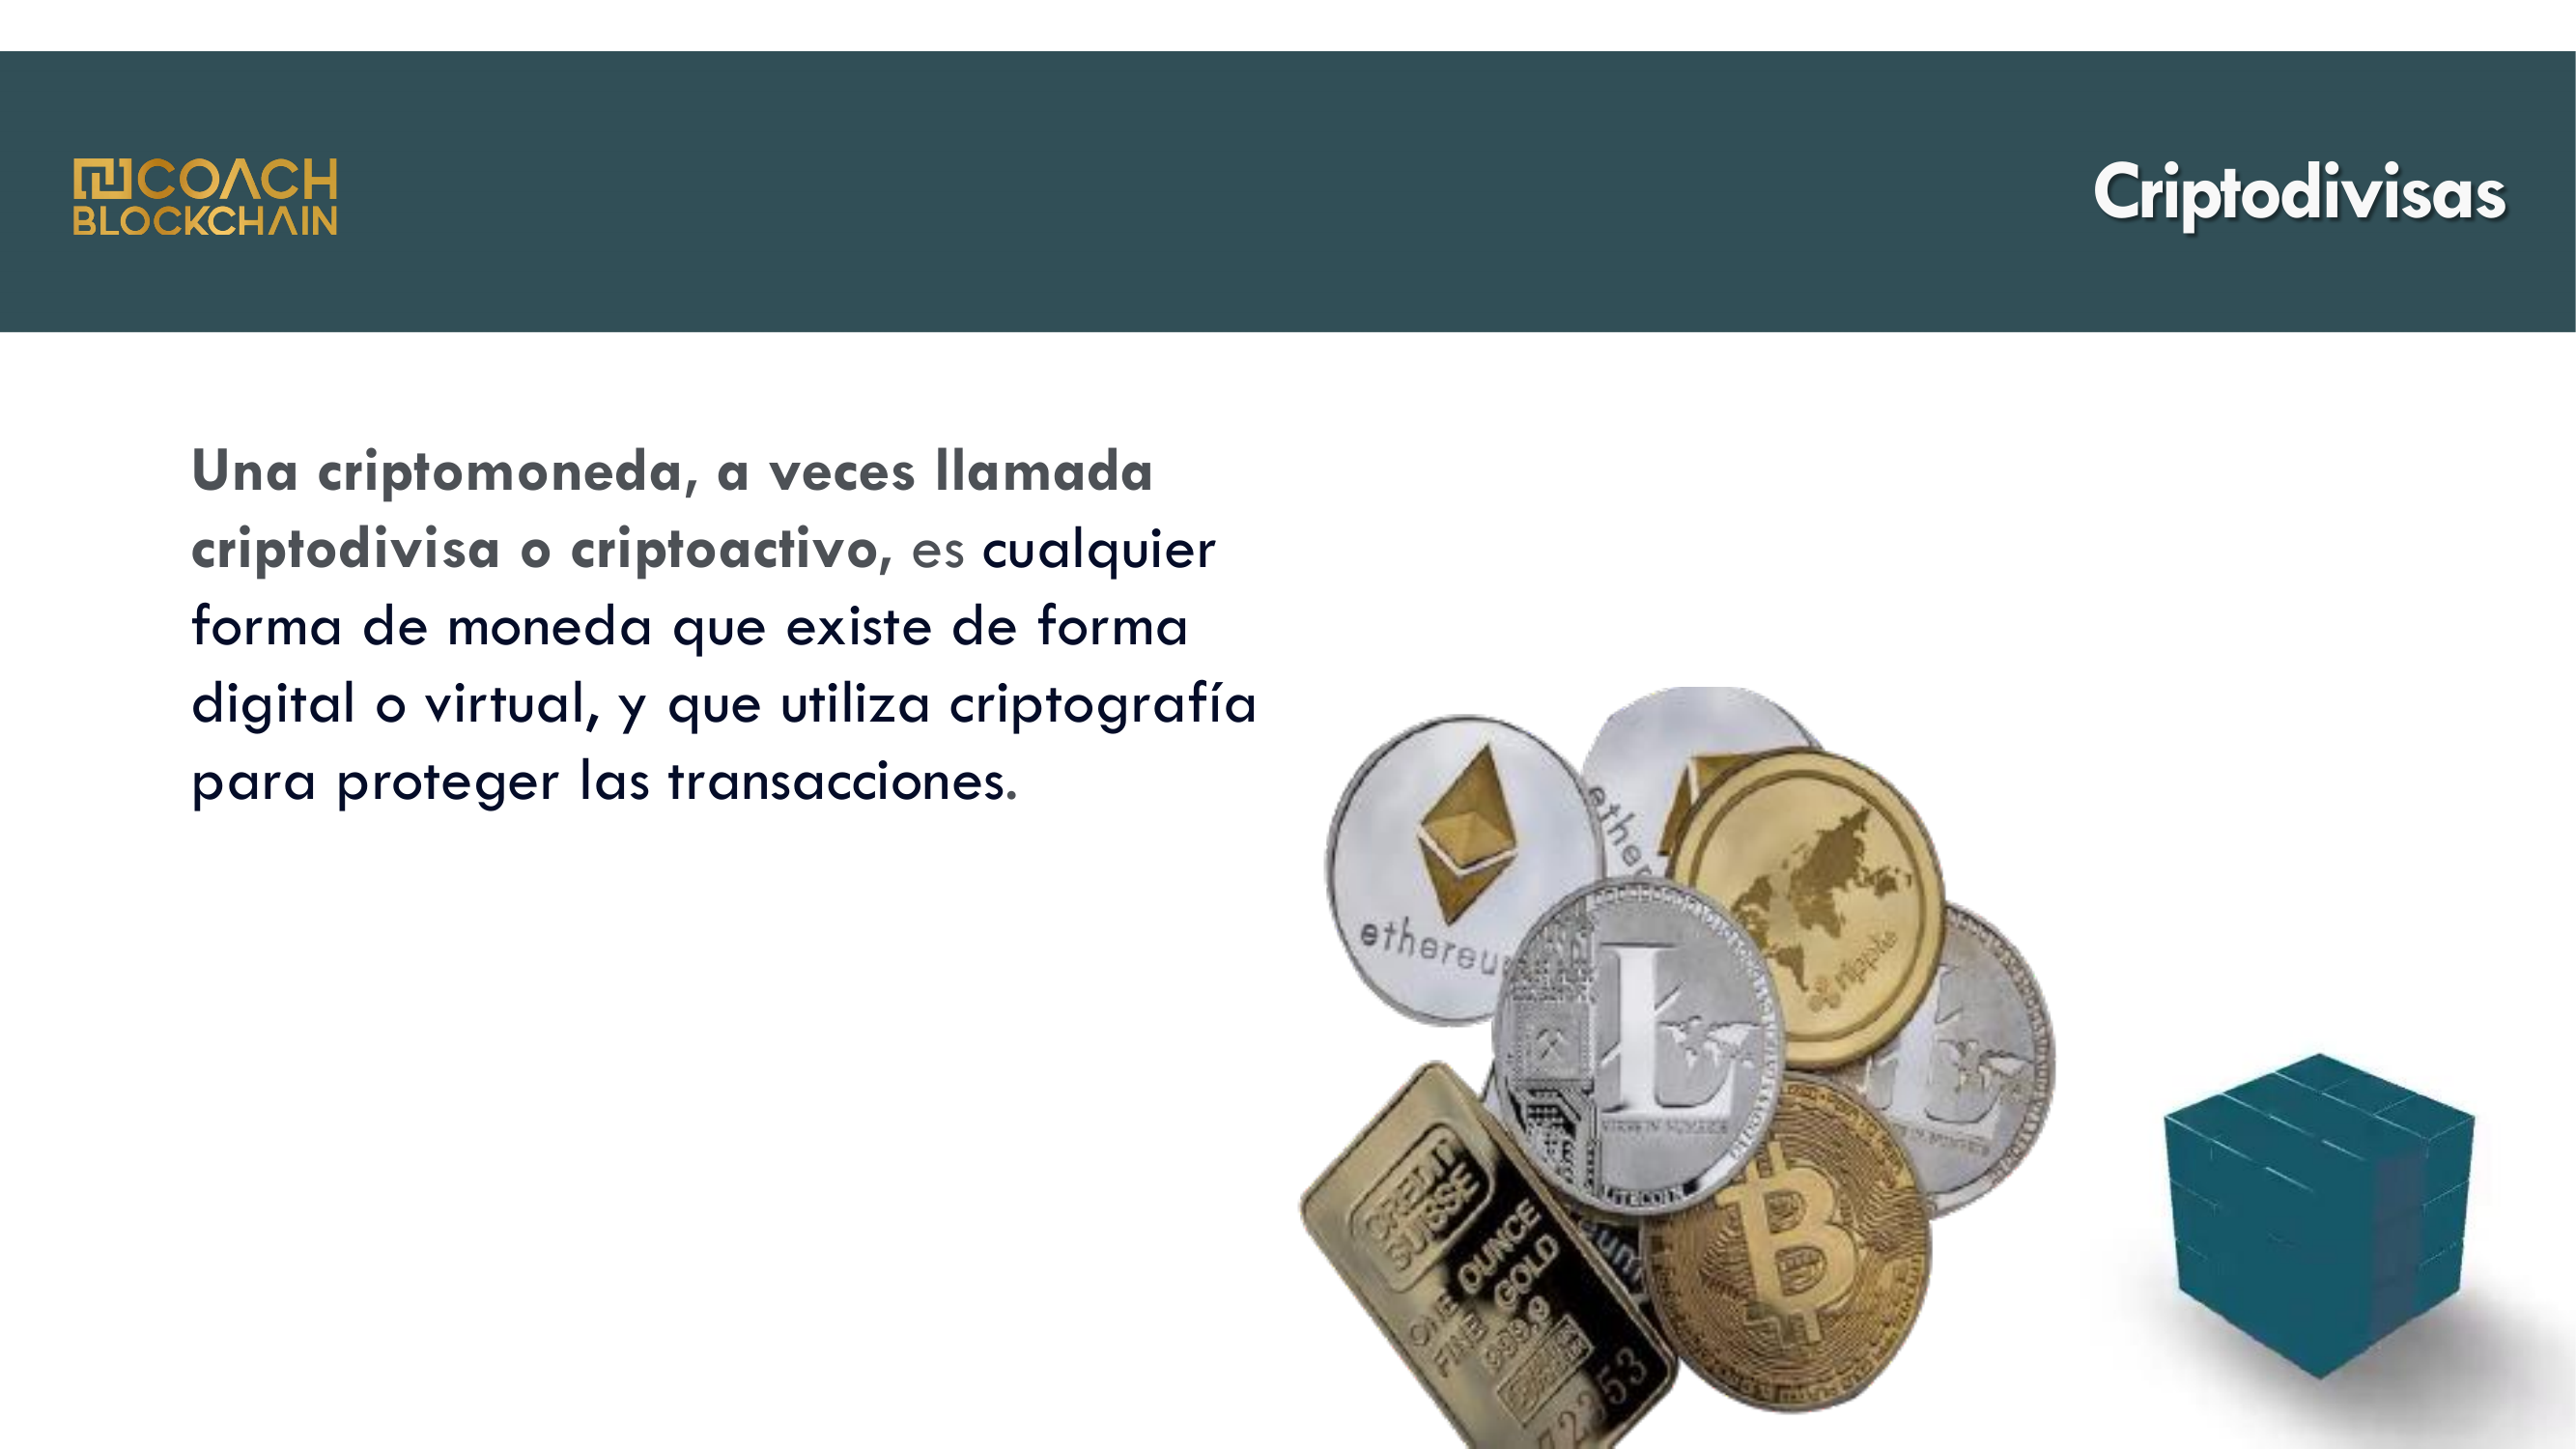 COACH
BLOCKCHAIN
Criptodivisas
Una criptomoneda, a veces llamada
criptodivisa o criptoactivo, es cualquier
forma de moneda que existe de forma
digital o virtual, y que utiliza criptografía
para proteger las transacciones.
ethereu
ether
ripple
LITECOIN
CREDIT
SUISSE
ONE OUNCE
FINE GOLD
999,9